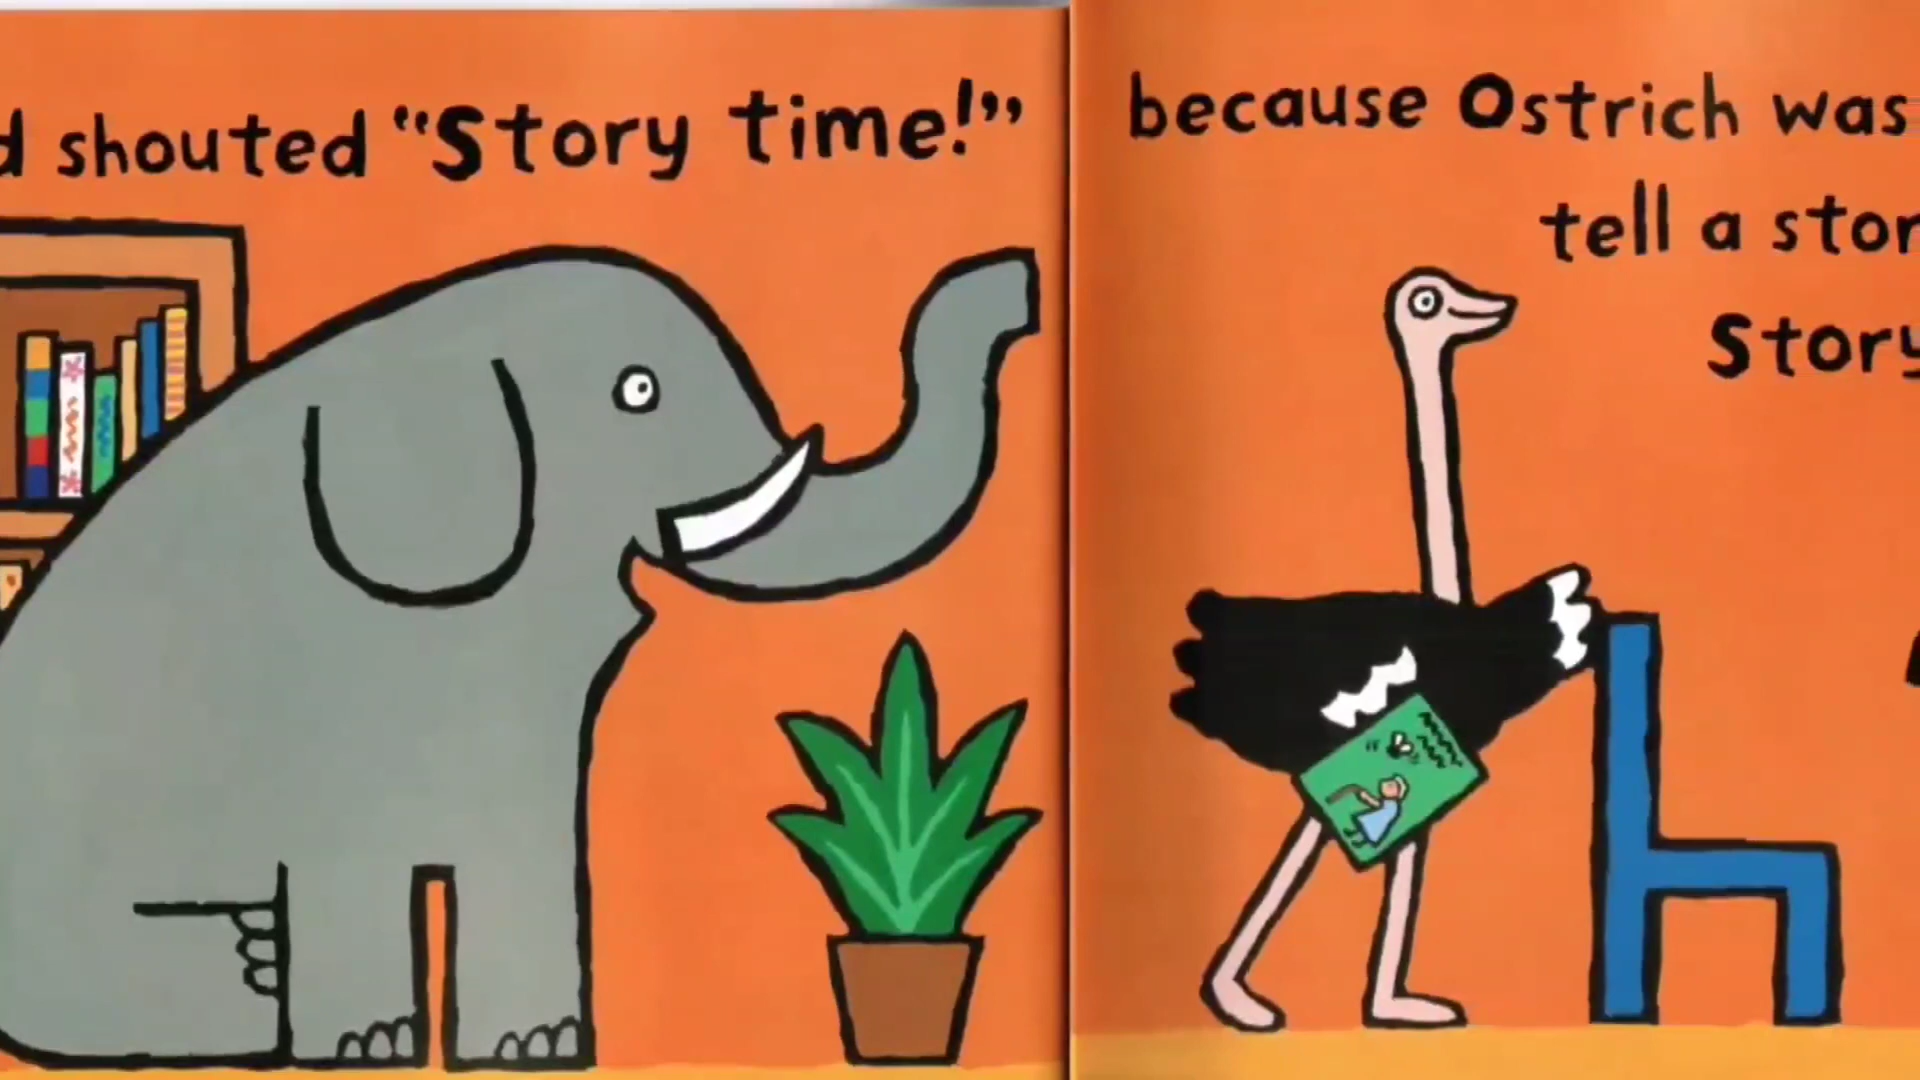 shouted “Story time!”
because Ostrich was
tell a